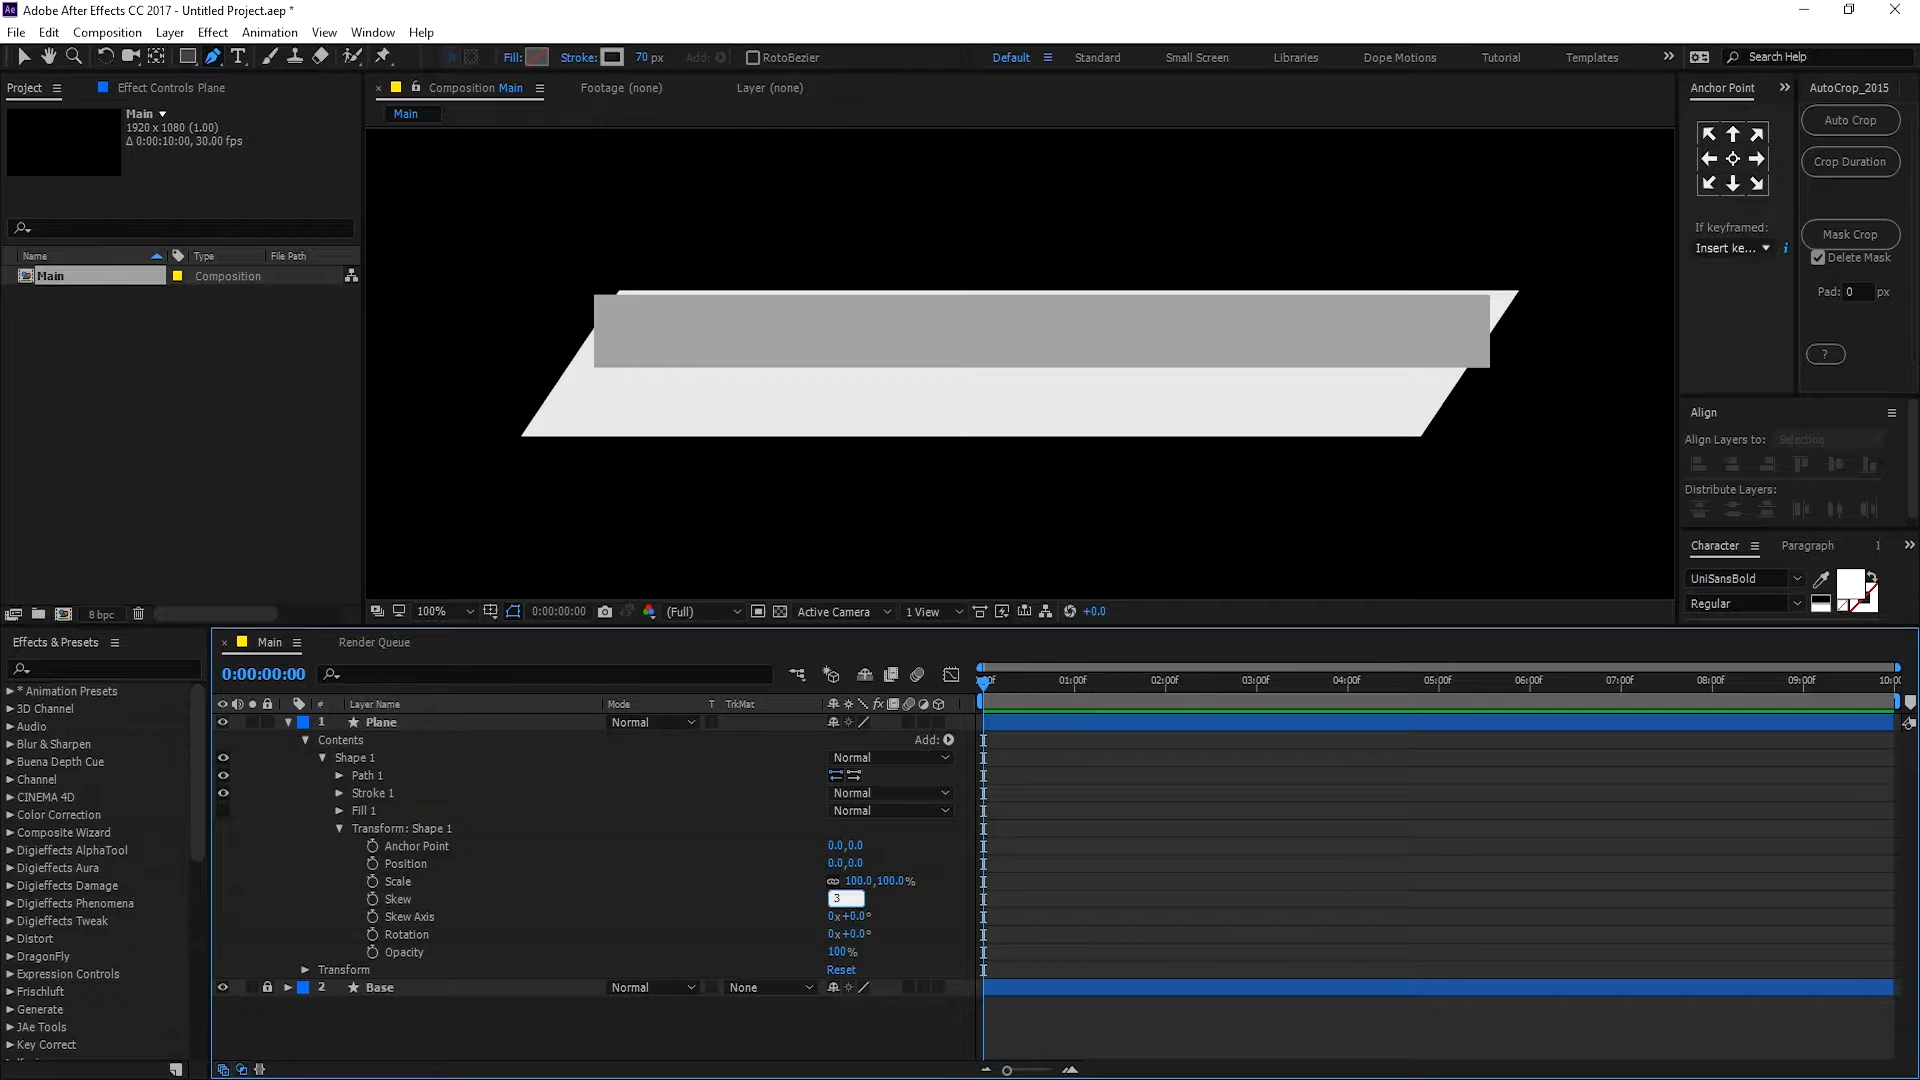 Adobe After Effects CC 2017 - Untitled Project.aep *
File Edit Composition Layer Effect Animation View Window Help
Fill: Stroke: 70 px Add: RotoBezier Default Standard Small Screen Libraries Dope Motions Tutorial Templates Search Help
Project Effect Controls Plane
Main
1920 x 1080 (1.00)
Δ 0:00:10:00, 30.00 fps
Name Type File Path
Main Composition
8 bpc
Composition Main Footage (none) Layer (none)
Main
100% 0:00:00:00 (Full) Active Camera 1 View +0.0
Anchor Point AutoCrop_2015
Auto Crop
Crop Duration
If keyframed:
Insert ke...
Mask Crop
Delete Mask
Pad: 0 px
?
Align
Align Layers to: Selection
Distribute Layers:
Character Paragraph
UniSansBold
Regular
Effects & Presets
* Animation Presets
3D Channel
Audio
Blur & Sharpen
Buena Depth Cue
Channel
CINEMA 4D
Color Correction
Composite Wizard
Digieffects AlphaTool
Digieffects Aura
Digieffects Damage
Digieffects Phenomena
Digieffects Tweak
Distort
DragonFly
Expression Controls
Frischluft
Generate
JAe Tools
Key Correct
Main Render Queue
0:00:00:00
:00f 01:00f 02:00f 03:00f 04:00f 05:00f 06:00f 07:00f 08:00f 09:00f 10:00
# Layer Name Mode T TrkMat
1 Plane Normal
Contents Add:
Shape 1 Normal
Path 1
Stroke 1 Normal
Fill 1 Normal
Transform: Shape 1
Anchor Point 0.0,0.0
Position 0.0,0.0
Scale 100.0,100.0%
Skew 3
Skew Axis 0x+0.0°
Rotation 0x+0.0°
Opacity 100%
Transform Reset
2 Base Normal None